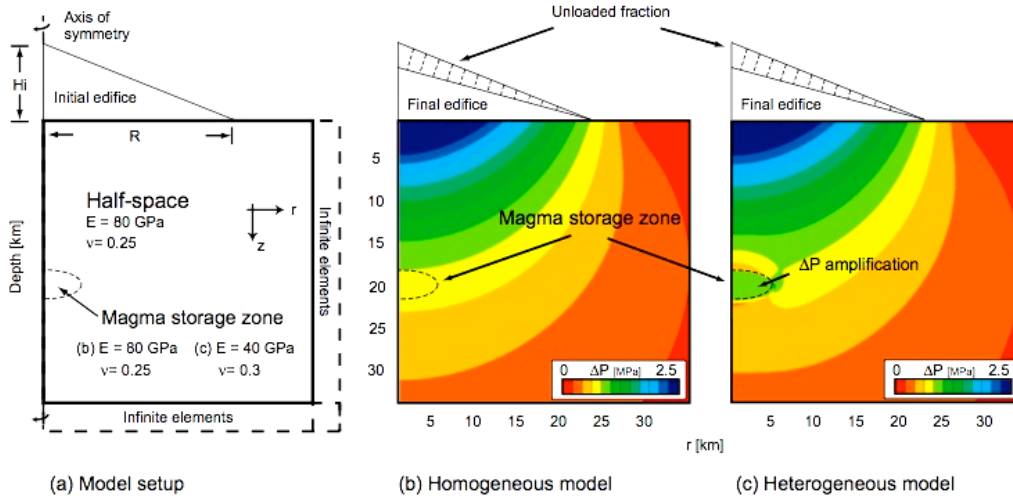 Unloaded fraction
Axis of
symmetry
Hi
Initial edifice
Final edifice
Final edifice
R
5
10
15
20
25
30
Half-space
E = 80 GPa
ν= 0.25
r
z
Depth [km]
Infinite elements
Magma storage zone
ΔP amplification
Magma storage zone
(b) E = 80 GPa (c) E = 40 GPa
ν= 0.25 ν= 0.3
0 ΔP [MPa] 2.5
0 ΔP [MPa] 2.5
Infinite elements
5 10 15 20 25 30
5 10 15 20 25 30
r [km]
(a) Model setup
(b) Homogeneous model
(c) Heterogeneous model